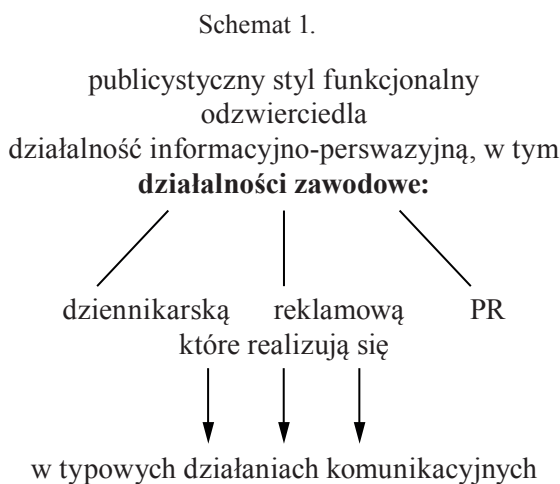 Schemat 1.
publicystyczny styl funkcjonalny
odzwierciedla
działalność informacyjno-perswazyjną, w tym
działalności zawodowe:
dziennikarską reklamową PR
które realizują się
w typowych działaniach komunikacyjnych